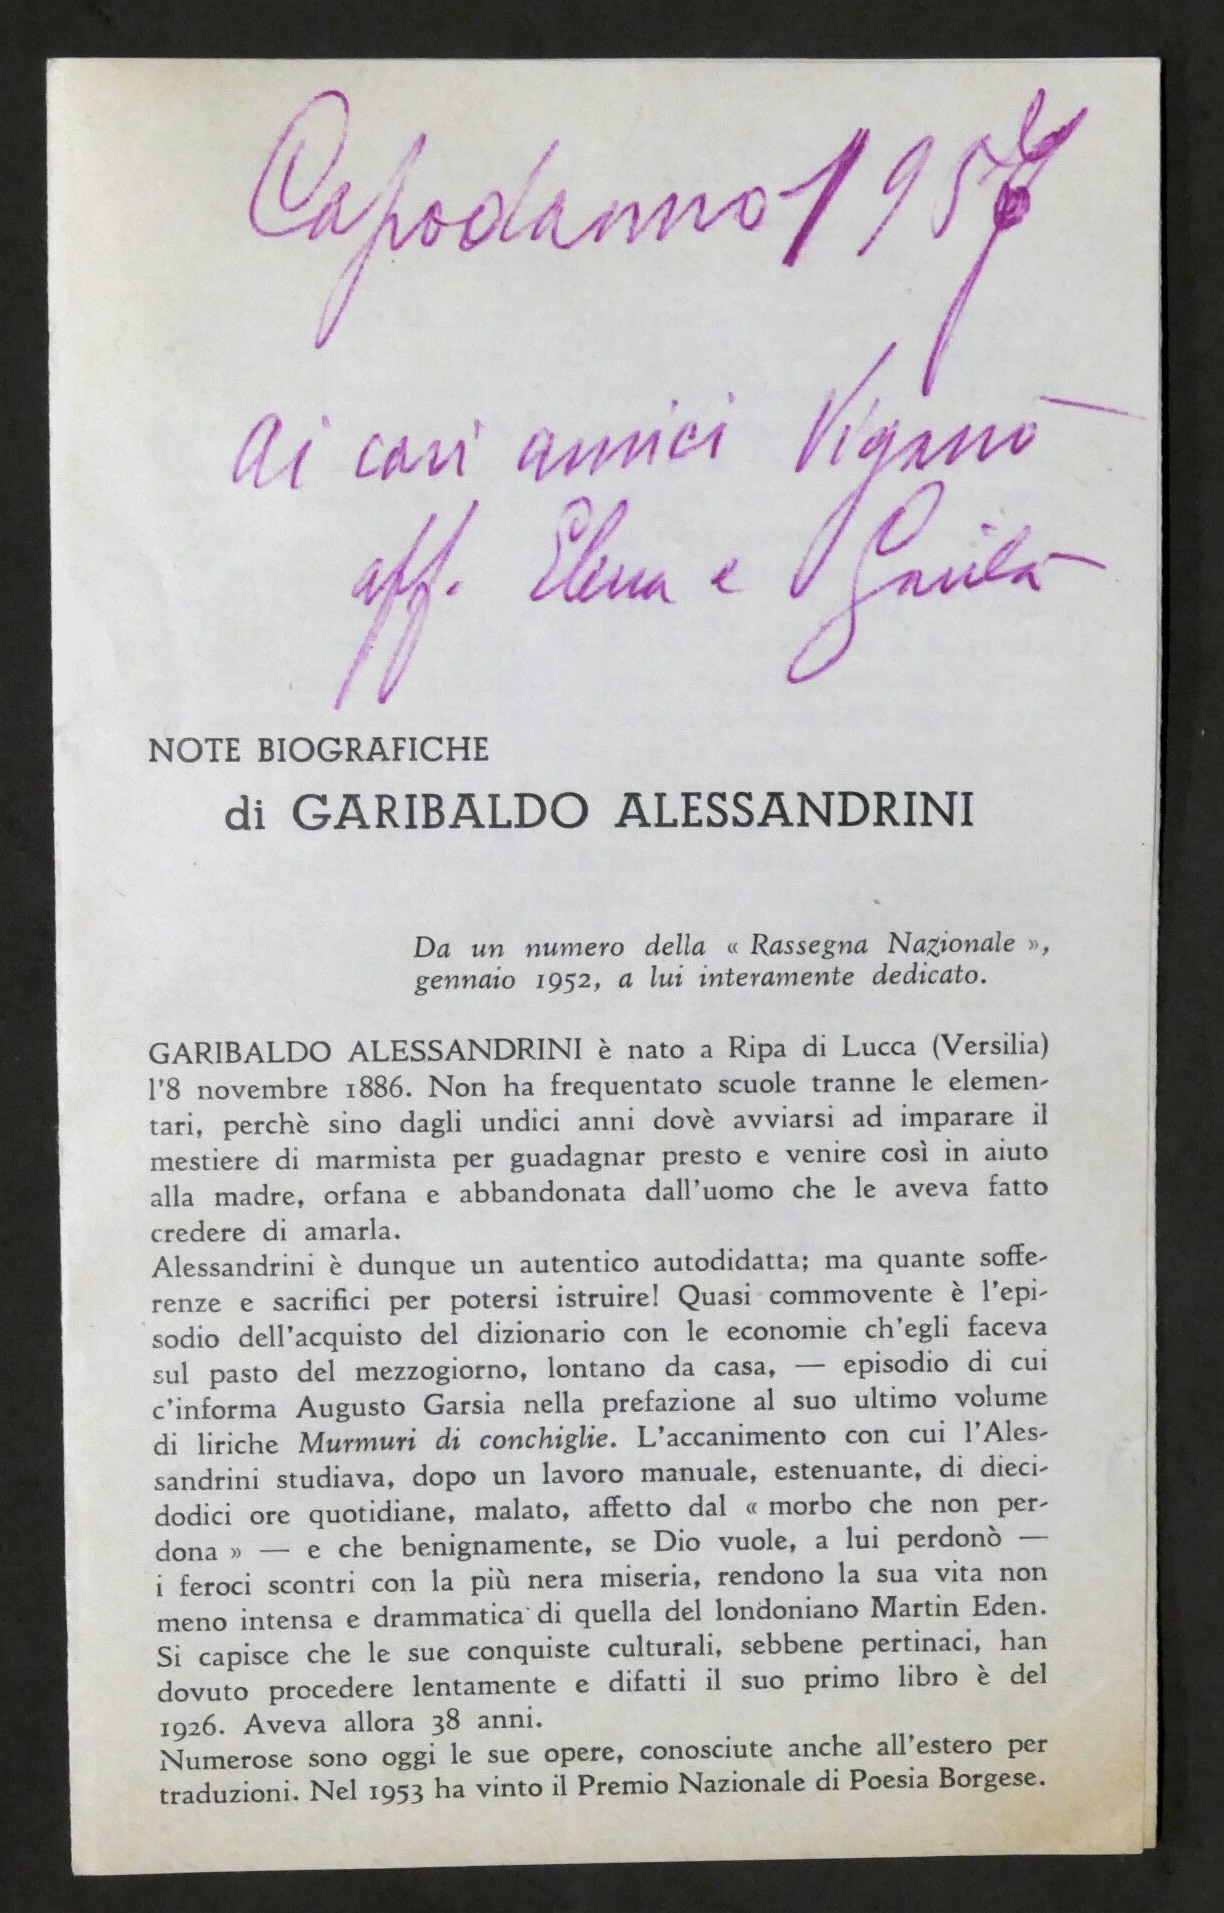 Capodanno 1957
Ai cari amici Viganò
aff. Elena e
NOTE BIOGRAFICHE
di GARIBALDO ALESSANDRINI
Da un numero della « Rassegna Nazionale »,
gennaio 1952, a lui interamente dedicato.
GARIBALDO ALESSANDRINI è nato a Ripa di Lucca (Versilia)
l'8 novembre 1886. Non ha frequentato scuole tranne le elemen-
tari, perchè sino dagli undici anni dovè avviarsi ad imparare il
mestiere di marmista per guadagnar presto e venire così in aiuto
alla madre, orfana e abbandonata dall'uomo che le aveva fatto
credere di amarla.
Alessandrini è dunque un autentico autodidatta; ma quante soffe-
renze e sacrifici per potersi istruire! Quasi commovente è l'epi-
sodio dell'acquisto del dizionario con le economie ch'egli faceva
sul pasto del mezzogiorno, lontano da casa, — episodio di cui
c'informa Augusto Garsia nella prefazione al suo ultimo volume
di liriche Murmuri di conchiglie. L'accanimento con cui l'Ales-
sandrini studiava, dopo un lavoro manuale, estenuante, di dieci-
dodici ore quotidiane, malato, affetto dal « morbo che non per-
dona » — e che benignamente, se Dio vuole, a lui perdonò —
i feroci scontri con la più nera miseria, rendono la sua vita non
meno intensa e drammatica di quella del londoniano Martin Eden.
Si capisce che le sue conquiste culturali, sebbene pertinaci, han
dovuto procedere lentamente e difatti il suo primo libro è del
1926. Aveva allora 38 anni.
Numerose sono oggi le sue opere, conosciute anche all'estero per
traduzioni. Nel 1953 ha vinto il Premio Nazionale di Poesia Borgese.